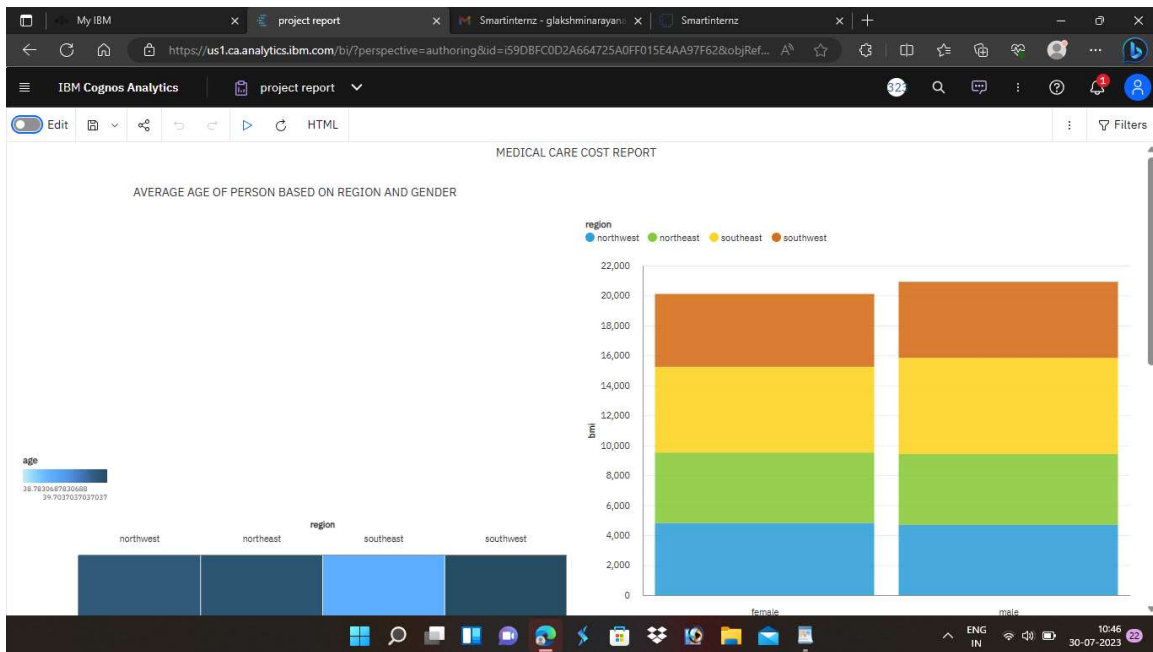 My IBM
project report
Smartinternz - glakshminarayan
Smartinternz
https://us1.ca.analytics.ibm.com/bi/?perspective=authoring&id=i59DBFC0D2A664725A0FF015E4AA97F62&objRef...
IBM Cognos Analytics
project report
323
1
Edit
HTML
Filters
MEDICAL CARE COST REPORT
AVERAGE AGE OF PERSON BASED ON REGION AND GENDER
region
northwest northeast southeast southwest
22,000
20,000
18,000
16,000
14,000
12,000
10,000
8,000
6,000
4,000
2,000
0
bmi
female male
age
38.7830687830688
39.7037037037037
region
northwest northeast southeast southwest
ENG
IN
10:46
30-07-2023
22